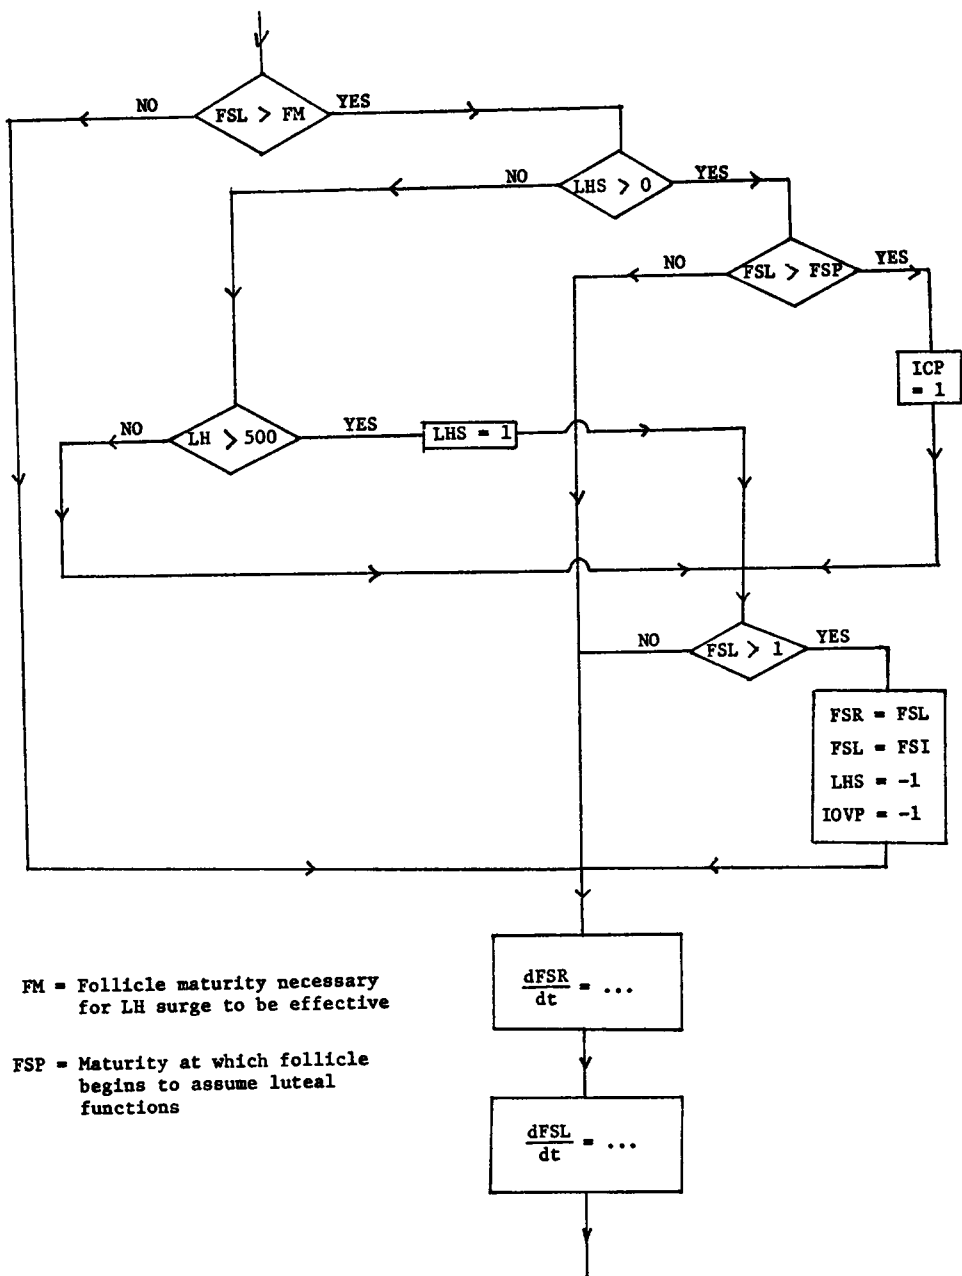 NO
FSL > FM
YES
NO
LHS > 0
YES
NO
FSL > FSP
YES
ICP
= 1
NO
LH > 500
YES
LHS = 1
NO
FSL > 1
YES
FSR = FSL
FSL = FSI
LHS = -1
IOVP = -1
dFSR
dt
= ...
FM = Follicle maturity necessary
for LH surge to be effective
FSP = Maturity at which follicle
begins to assume luteal
functions
dFSL
dt
= ...